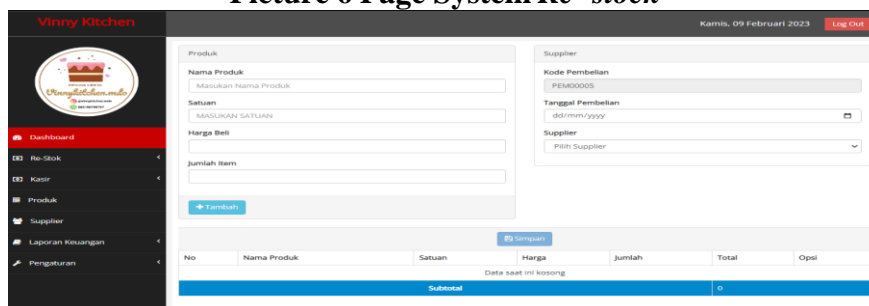 Picture 6 Page System Re- stock
Vinny Kitchen
Kamis, 09 Februari 2023
Log Out
Vinnykitchen.mdo
Dashboard
Re-Stok
Kasir
Produk
Supplier
Laporan Keuangan
Pengaturan
Produk
Nama Produk
Masukan Nama Produk
Satuan
MASUKAN SATUAN
Harga Beli
Jumlah Item
+ Tambah
Supplier
Kode Pembelian
PEM00005
Tanggal Pembelian
dd/mm/yyyy
Supplier
Pilih Supplier
Simpan
No Nama Produk Satuan Harga Jumlah Total Opsi
Data saat ini kosong
Subtotal 0